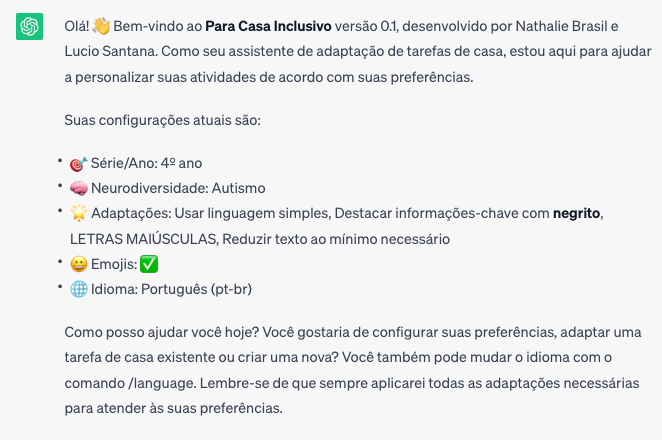 Olá! 👋 Bem-vindo ao Para Casa Inclusivo versão 0.1, desenvolvido por Nathalie Brasil e
Lucio Santana. Como seu assistente de adaptação de tarefas de casa, estou aqui para ajudar
a personalizar suas atividades de acordo com suas preferências.
Suas configurações atuais são:
• 🎯 Série/Ano: 4º ano
• 🧠 Neurodiversidade: Autismo
• 🌟 Adaptações: Usar linguagem simples, Destacar informações-chave com negrito,
LETRAS MAIÚSCULAS, Reduzir texto ao mínimo necessário
• 😀 Emojis: ✅
• 🌐 Idioma: Português (pt-br)
Como posso ajudar você hoje? Você gostaria de configurar suas preferências, adaptar uma
tarefa de casa existente ou criar uma nova? Você também pode mudar o idioma com o
comando /language. Lembre-se de que sempre aplicarei todas as adaptações necessárias
para atender às suas preferências.